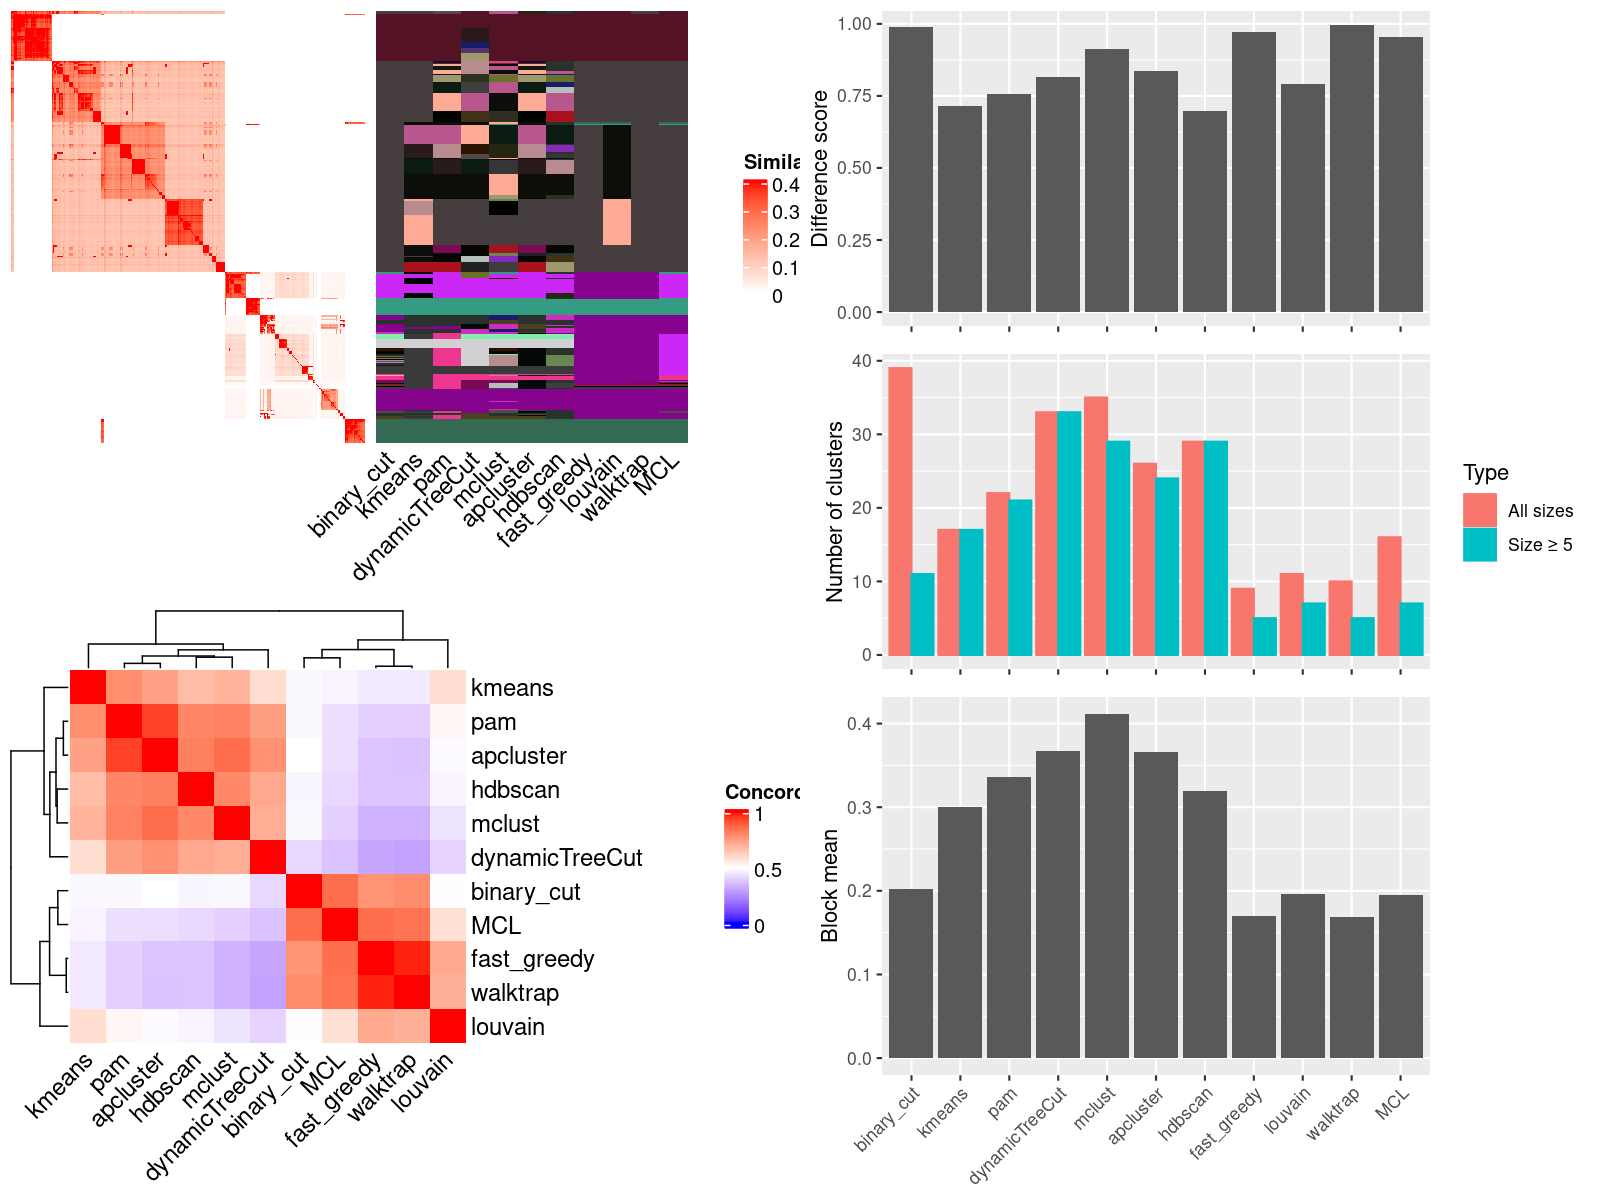 Simila
0.4
0.3
0.2
0.1
0
binary_cut
kmeans
pam
dynamicTreeCut
mclust
apcluster
hdbscan
fast_greedy
louvain
walktrap
MCL
kmeans
pam
apcluster
hdbscan
mclust
dynamicTreeCut
binary_cut
MCL
fast_greedy
walktrap
louvain
kmeans
pam
apcluster
hdbscan
mclust
dynamicTreeCut
binary_cut
MCL
fast_greedy
walktrap
louvain
Concord
1
0.5
0
Difference score
1.00
0.75
0.50
0.25
0.00
Number of clusters
40
30
20
10
0
Type
All sizes
Size ≥ 5
Block mean
0.4
0.3
0.2
0.1
0.0
binary_cut
kmeans
pam
dynamicTreeCut
mclust
apcluster
hdbscan
fast_greedy
louvain
walktrap
MCL